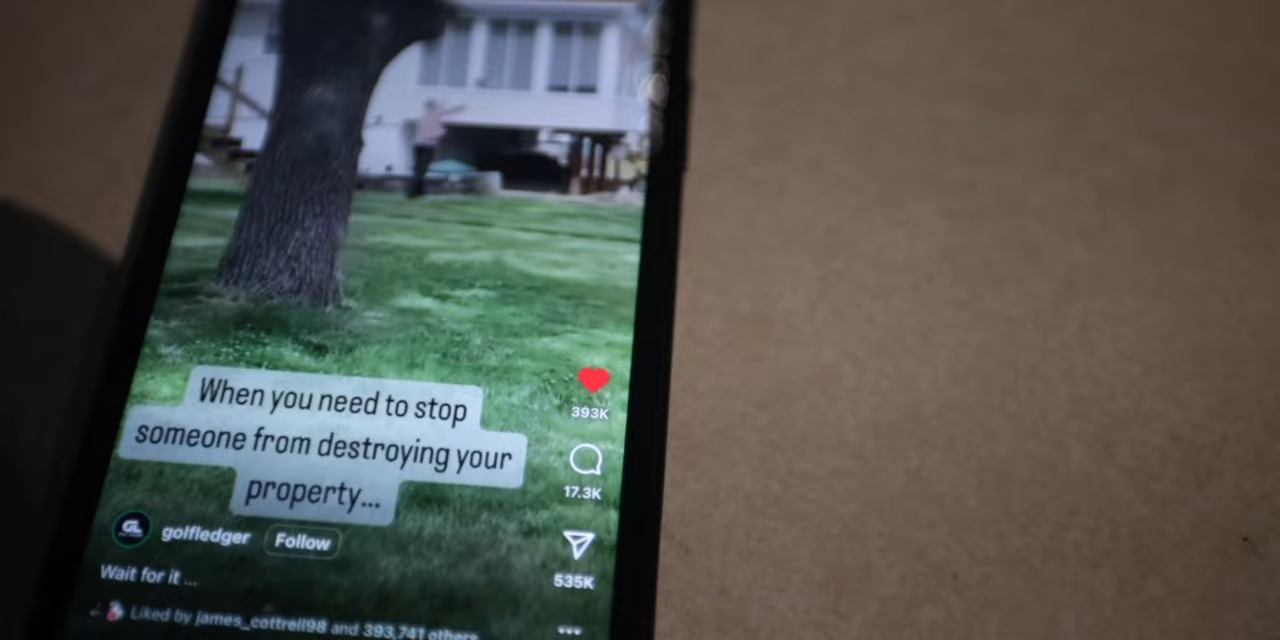 When you need to stop
someone from destroying your
property...
393K
17.3K
GL
golfledger Follow
535K
Wait for it ...
Liked by james_cottrell98 and 393,741 others